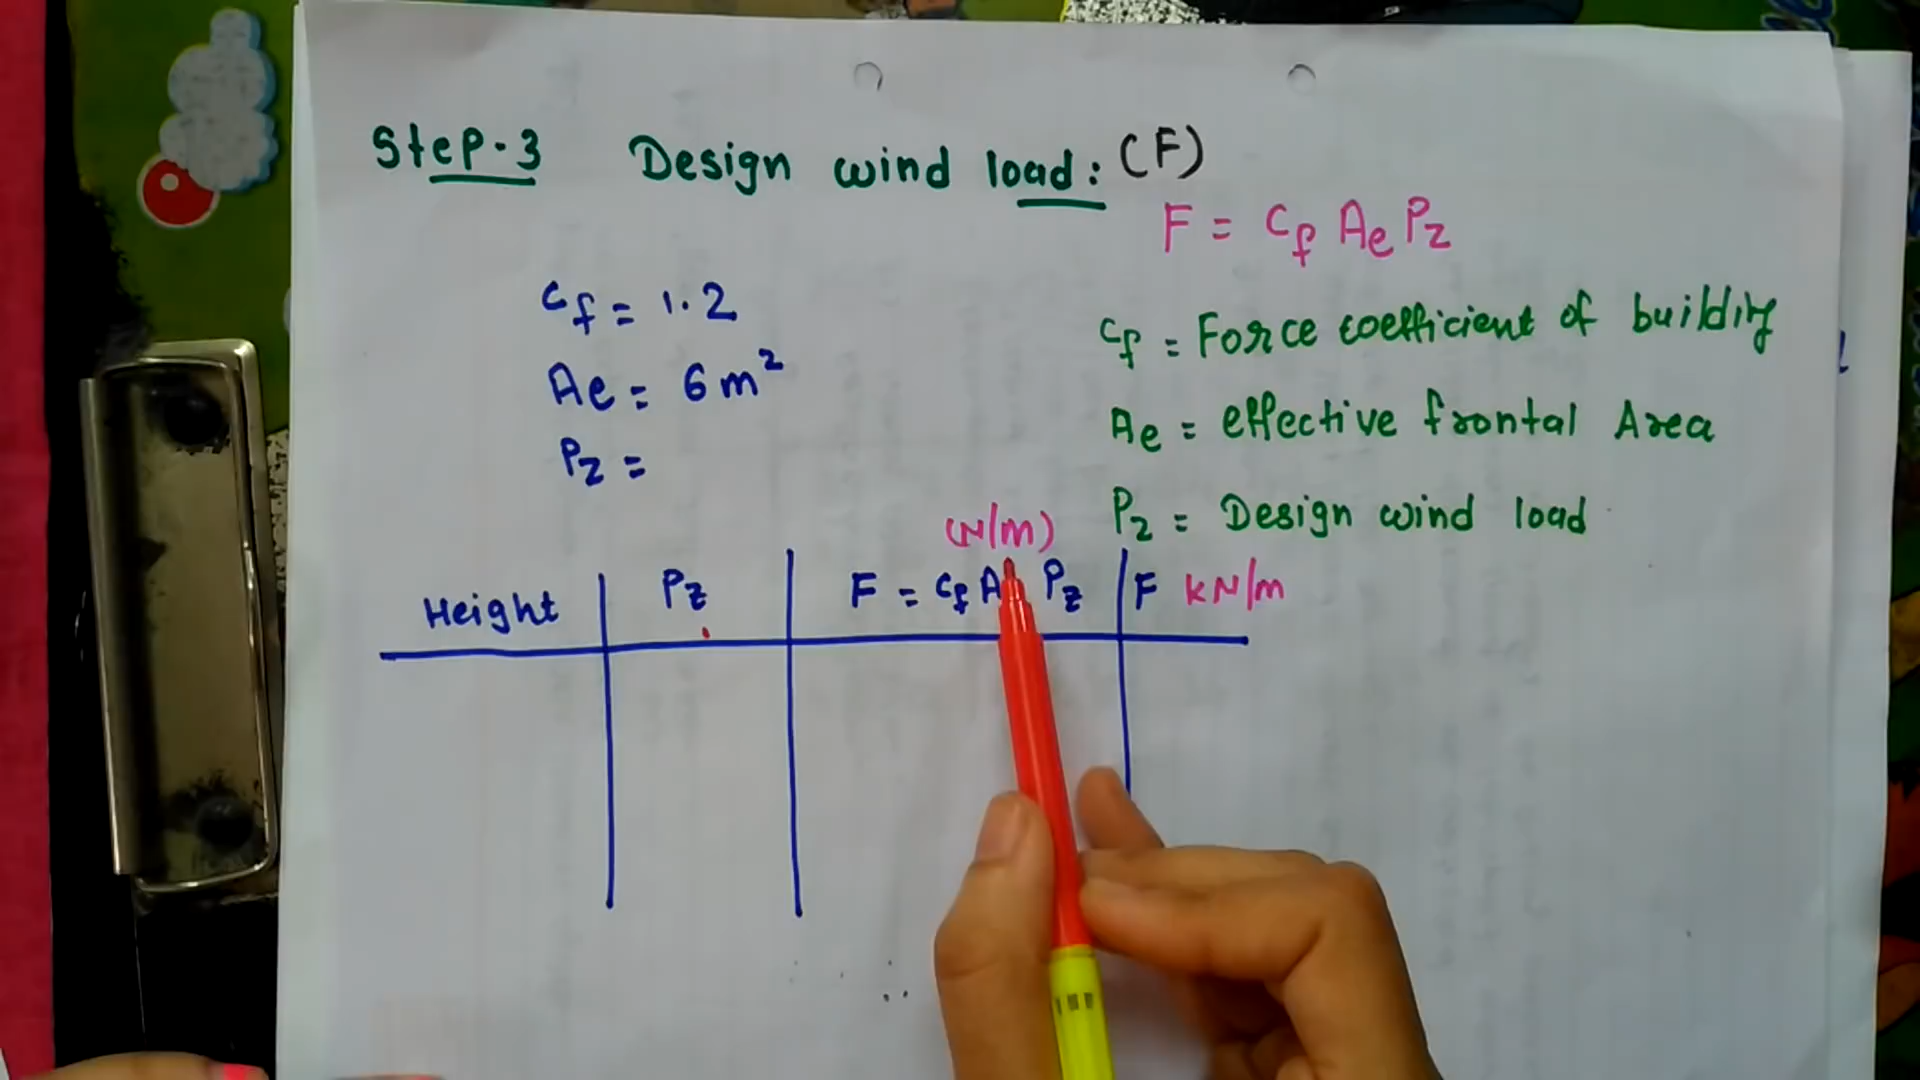 Step.3 Design wind load: (F)
F = Cf Ae Pz
Cf = 1.2
Ae = 6 m²
Pz =
Cf = Force coefficient of building
Ae = effective frontal Area
Pz = Design wind load
(N/m)
Height Pz F = Cf A Pz F kN/m